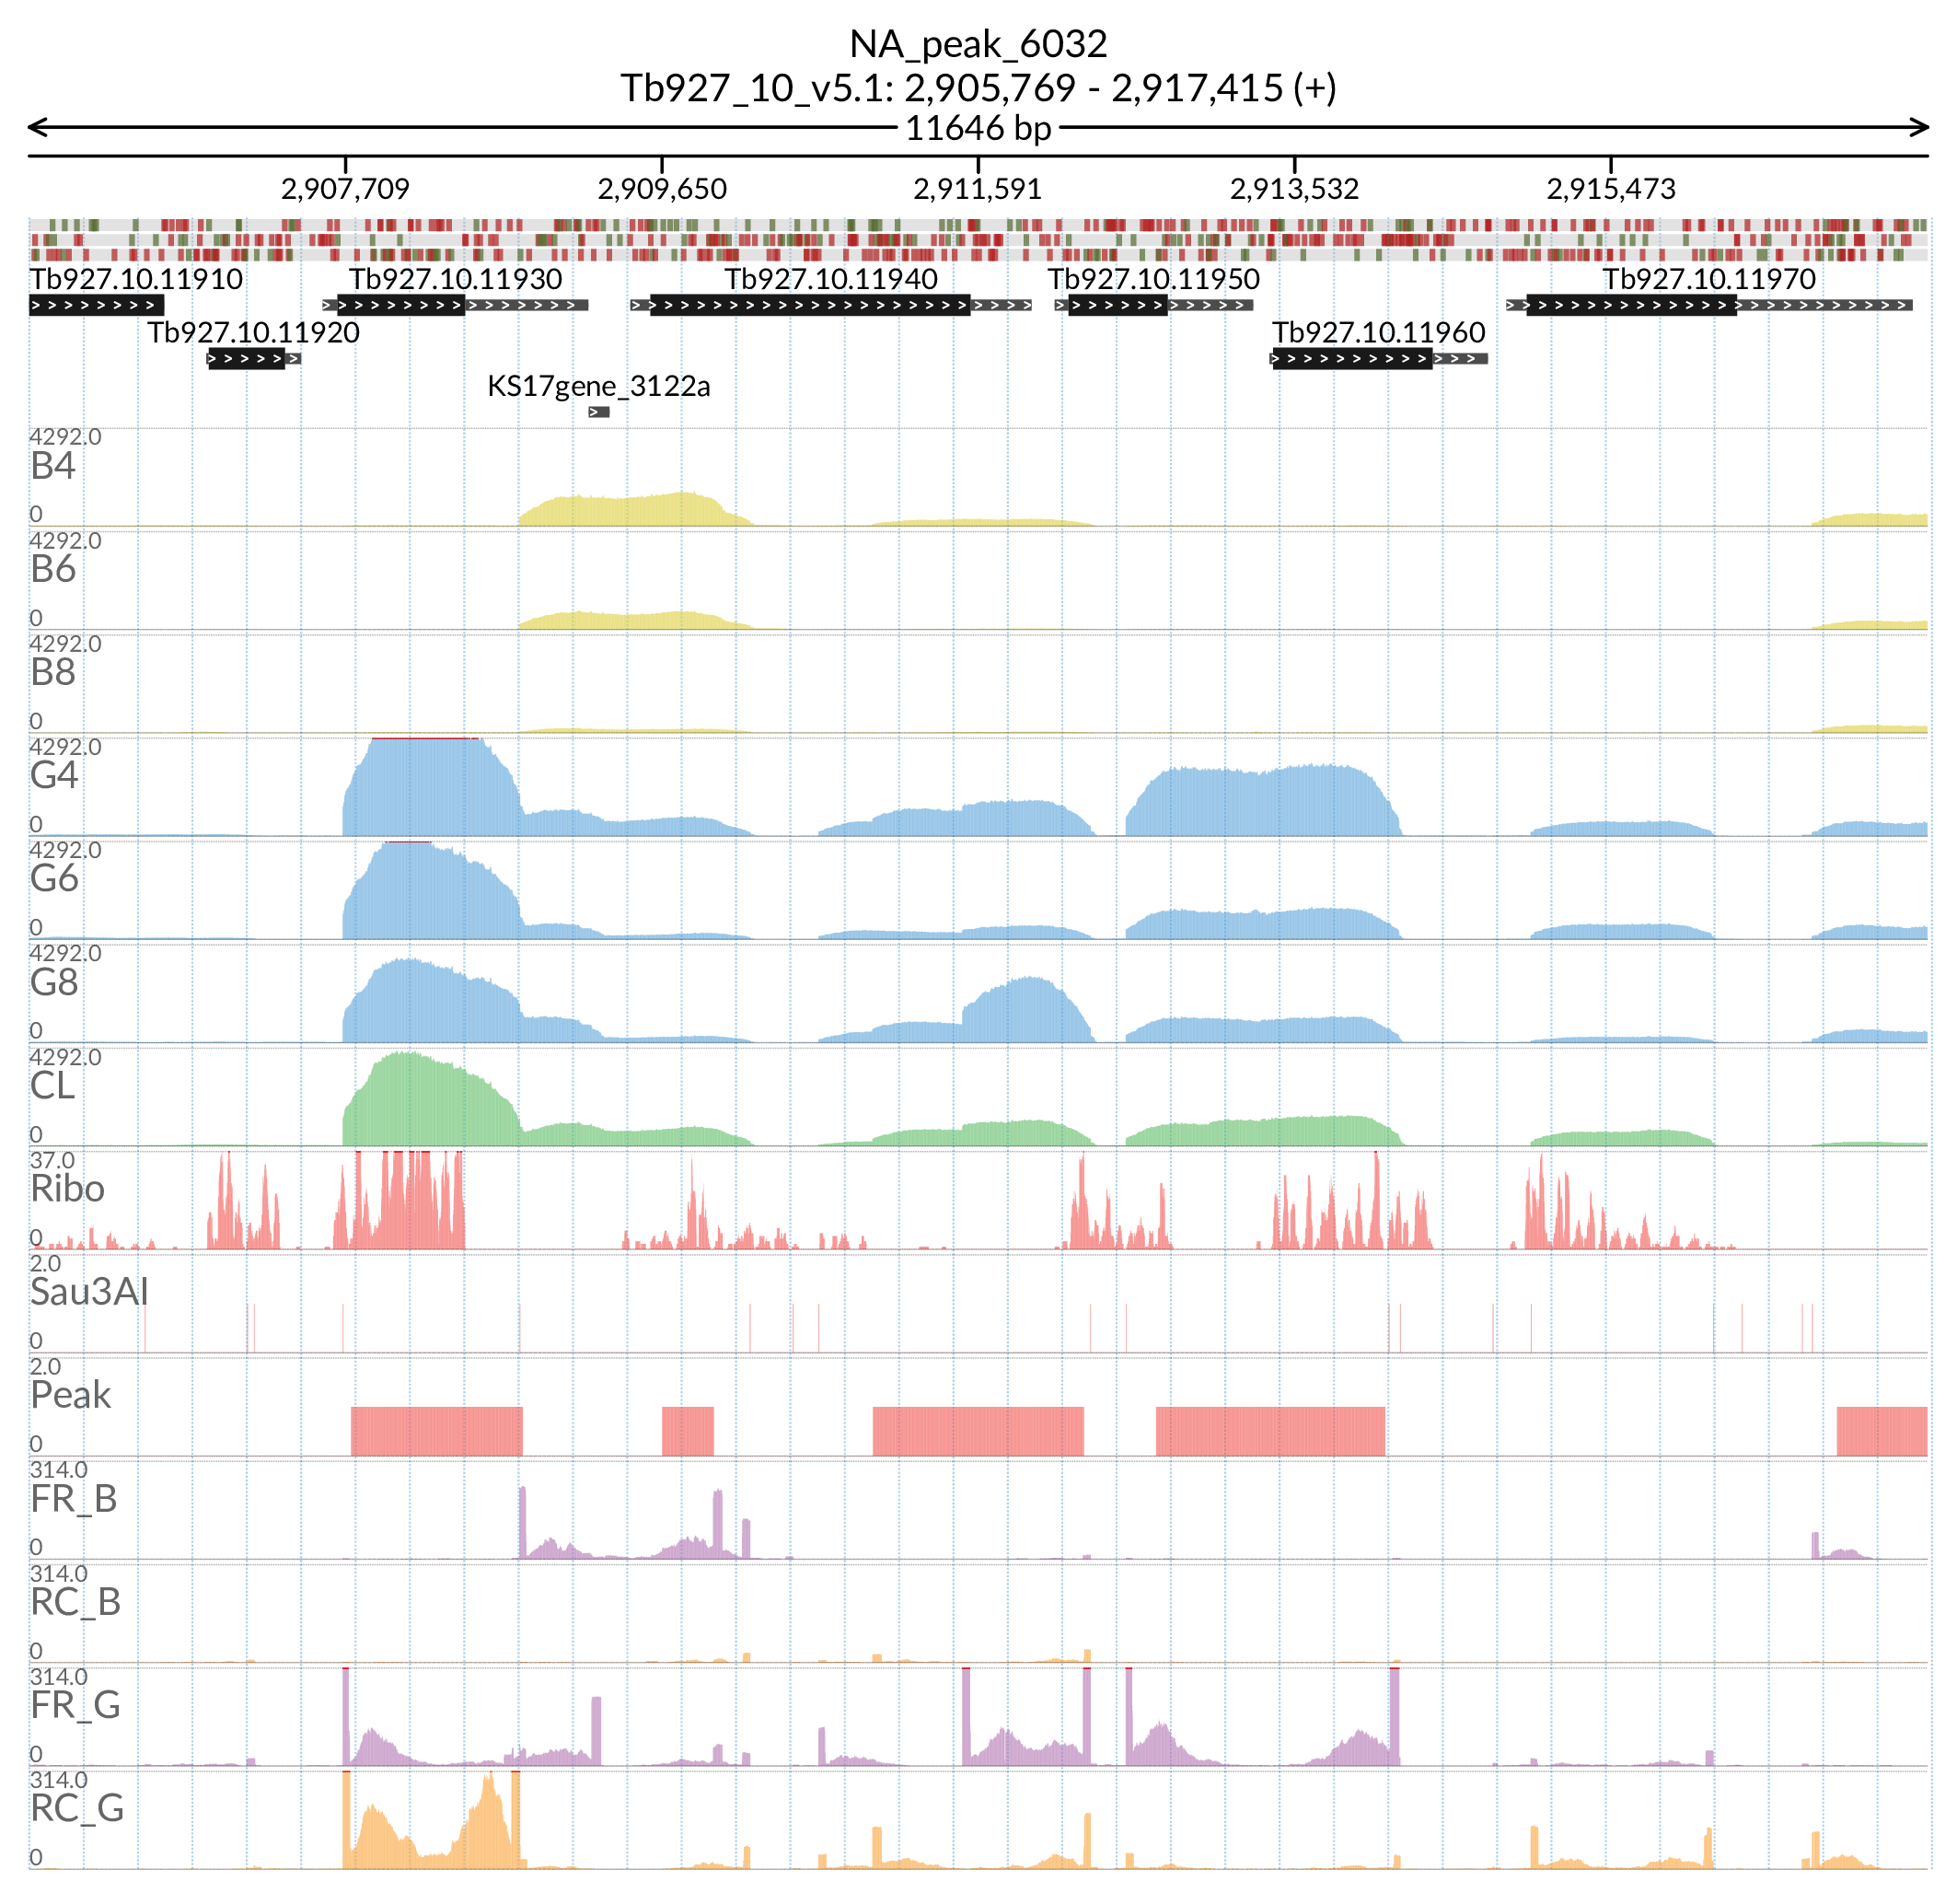 NA_peak_6032
Tb927_10_v5.1: 2,905,769 - 2,917,415 (+)
11646 bp
2,907,709 2,909,650 2,911,591 2,913,532 2,915,473
Tb927.10.11910 Tb927.10.11930 Tb927.10.11940 Tb927.10.11950 Tb927.10.11970
Tb927.10.11920 Tb927.10.11960
KS17gene_3122a
4292.0
B4
0
4292.0
B6
0
4292.0
B8
0
4292.0
G4
0
4292.0
G6
0
4292.0
G8
0
4292.0
CL
0
37.0
Ribo
0
2.0
Sau3AI
0
2.0
Peak
0
314.0
FR_B
0
314.0
RC_B
0
314.0
FR_G
0
314.0
RC_G
0